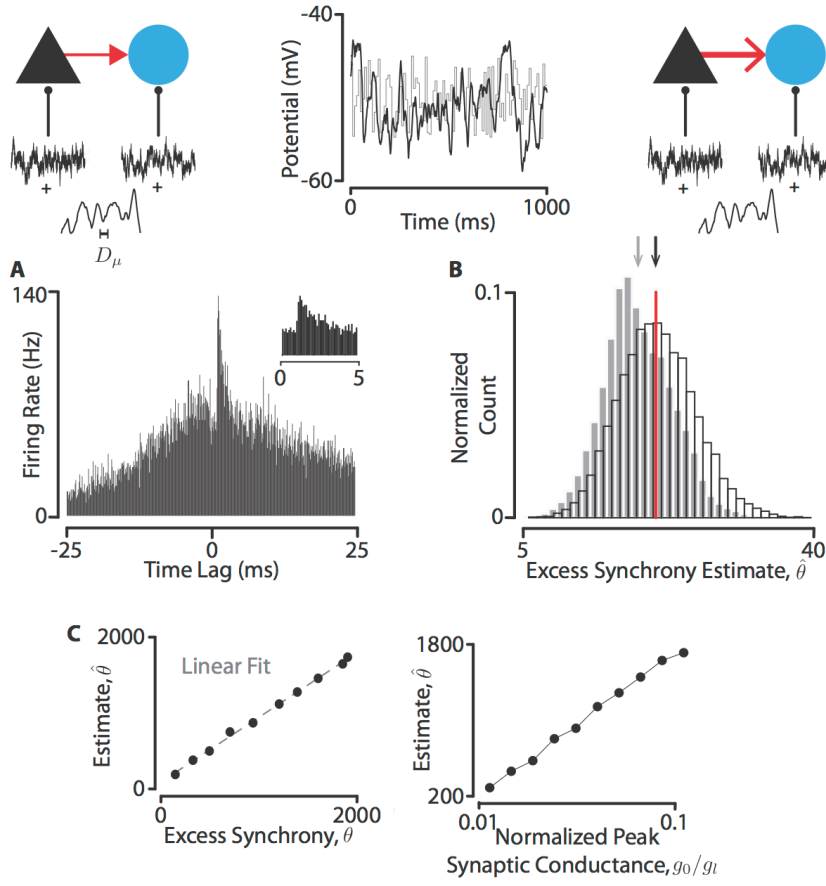 -40
Potential (mV)
-60
0
1000
Time (ms)
+
+
+
+
D_μ
A
B
140
Firing Rate (Hz)
0
0
5
-25
0
25
Time Lag (ms)
0.1
Normalized
Count
0
5
40
Excess Synchrony Estimate, θ̂
C
2000
Linear Fit
Estimate, θ̂
0
0
2000
Excess Synchrony, θ
1800
Estimate, θ̂
200
0.01
0.1
Normalized Peak
Synaptic Conductance, g₀/gₗ